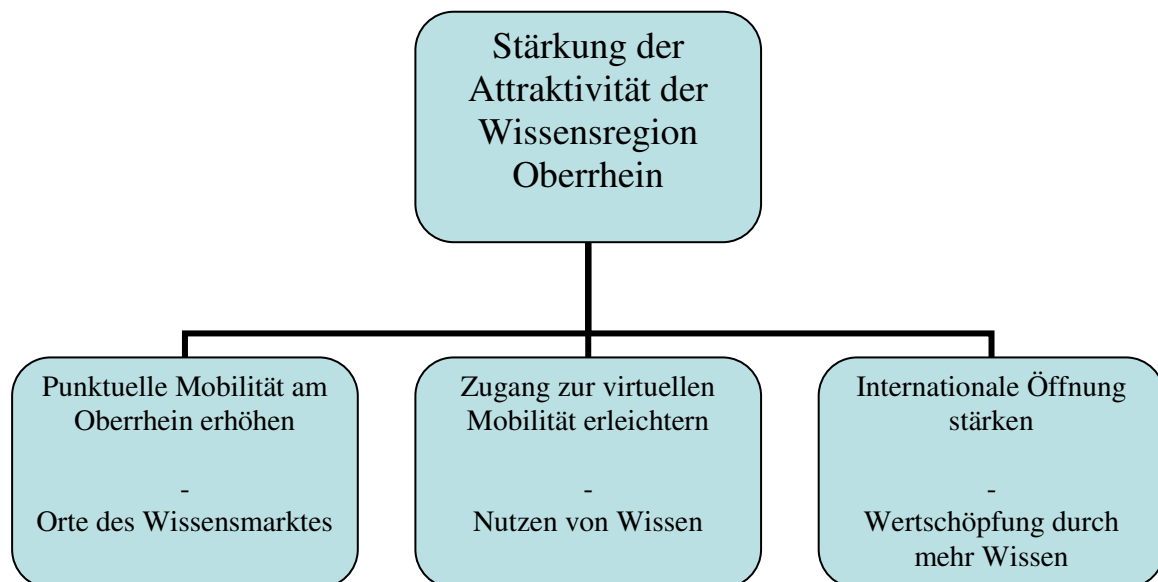 Stärkung der
Attraktivität der
Wissensregion
Oberrhein
Punktuelle Mobilität am
Oberrhein erhöhen
-
Orte des Wissensmarktes
Zugang zur virtuellen
Mobilität erleichtern
-
Nutzen von Wissen
Internationale Öffnung
stärken
-
Wertschöpfung durch
mehr Wissen